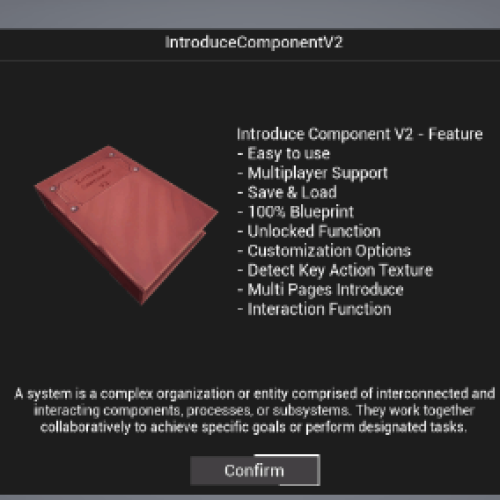 IntroduceComponentV2
Introduce Component V2 - Feature
- Easy to use
- Multiplayer Support
- Save & Load
- 100% Blueprint
- Unlocked Function
- Customization Options
- Detect Key Action Texture
- Multi Pages Introduce
- Interaction Function
A system is a complex organization or entity comprised of interconnected and
interacting components, processes, or subsystems. They work together
collaboratively to achieve specific goals or perform designated tasks.
Confirm